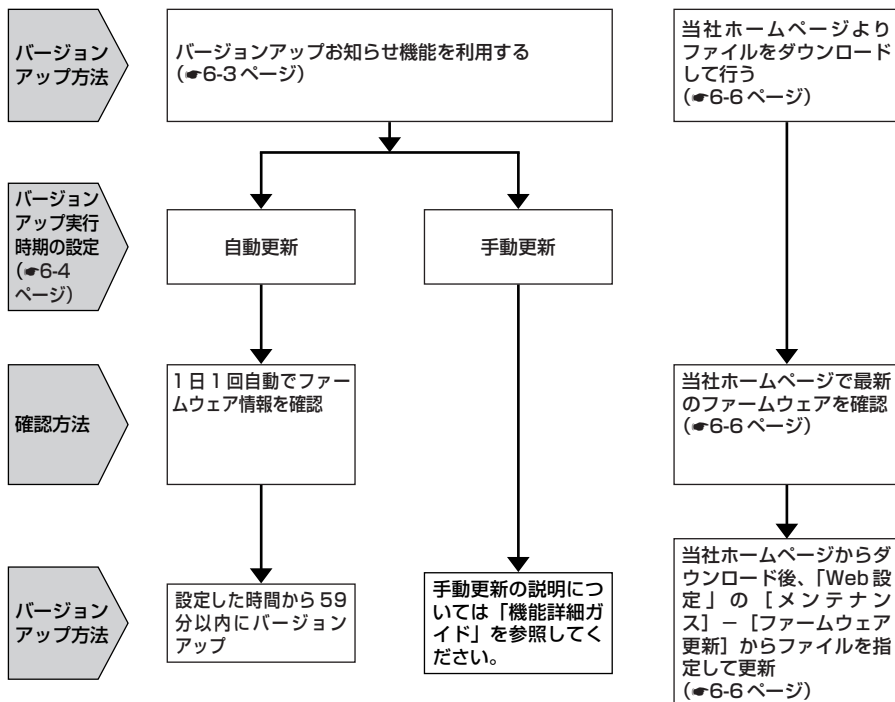 バージョン
アップ方法
バージョンアップお知らせ機能を利用する
(☛6-3ページ)
当社ホームページより
ファイルをダウンロード
して行う
(☛6-6ページ)
バージョン
アップ実行
時期の設定
(☛6-4
ページ)
自動更新
手動更新
確認方法
1日1回自動でファー
ムウェア情報を確認
当社ホームページで最新
のファームウェアを確認
(☛6-6ページ)
バージョン
アップ方法
設定した時間から59
分以内にバージョン
アップ
手動更新の説明につ
いては「機能詳細ガ
イド」を参照してく
ださい。
当社ホームページからダ
ウンロード後、「Web設
定」の[メンテナン
ス]-[ファームウェア
更新]からファイルを指
定して更新
(☛6-6ページ)